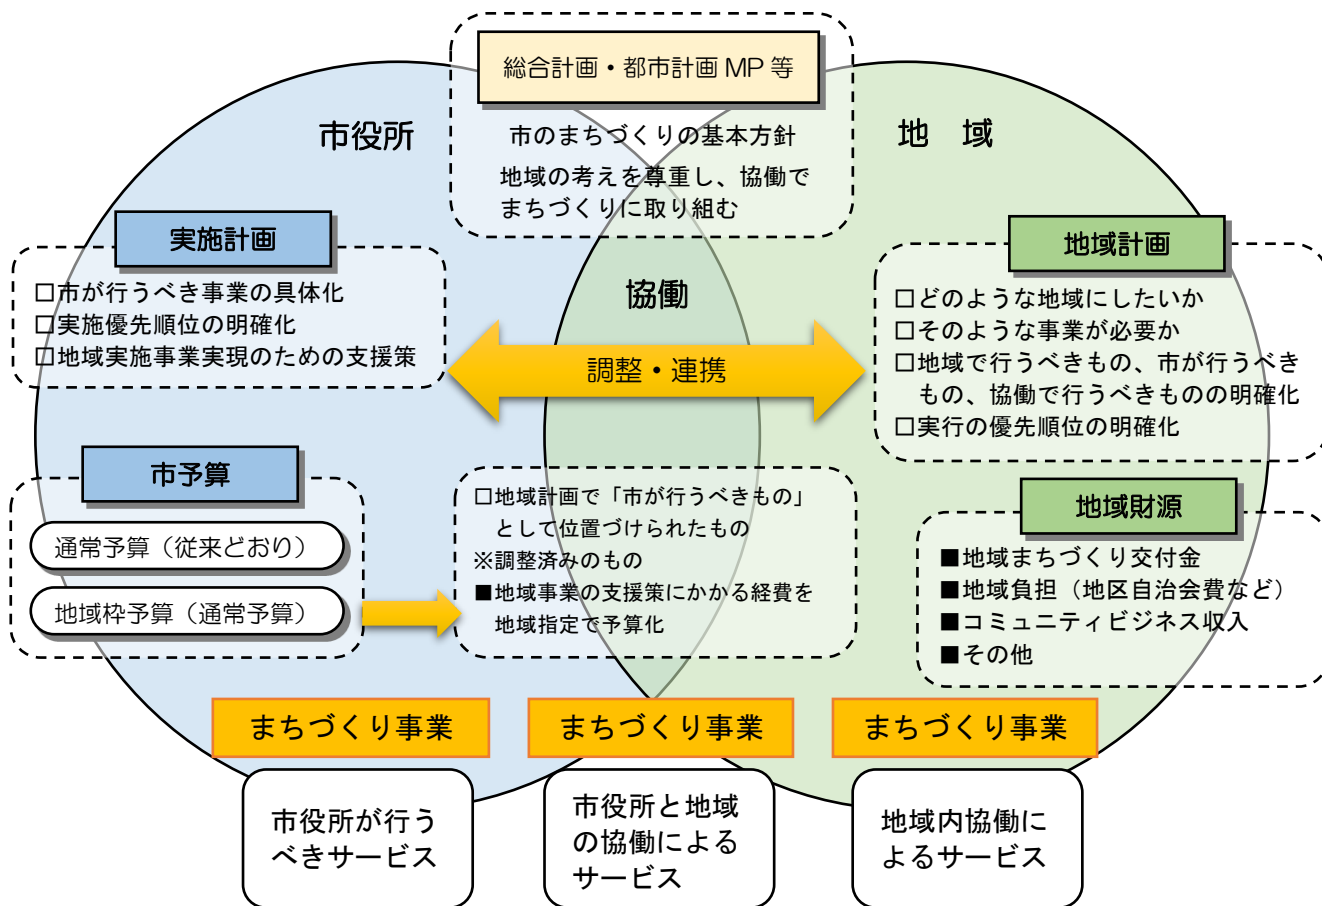 総合計画・都市計画 MP 等
市のまちづくりの基本方針
地域の考えを尊重し、協働で
まちづくりに取り組む
市役所
地　域
実施計画
□市が行うべき事業の具体化
□実施優先順位の明確化
□地域実施事業実現のための支援策
協働
調整・連携
地域計画
□どのような地域にしたいか
□そのような事業が必要か
□地域で行うべきもの、市が行うべき
もの、協働で行うべきものの明確化
□実行の優先順位の明確化
市予算
通常予算（従来どおり）
地域枠予算（通常予算）
□地域計画で「市が行うべきもの」
として位置づけられたもの
※調整済みのもの
■地域事業の支援策にかかる経費を
地域指定で予算化
地域財源
■地域まちづくり交付金
■地域負担（地区自治会費など）
■コミュニティビジネス収入
■その他
まちづくり事業
市役所が行う
べきサービス
まちづくり事業
市役所と地域
の協働による
サービス
まちづくり事業
地域内協働に
よるサービス